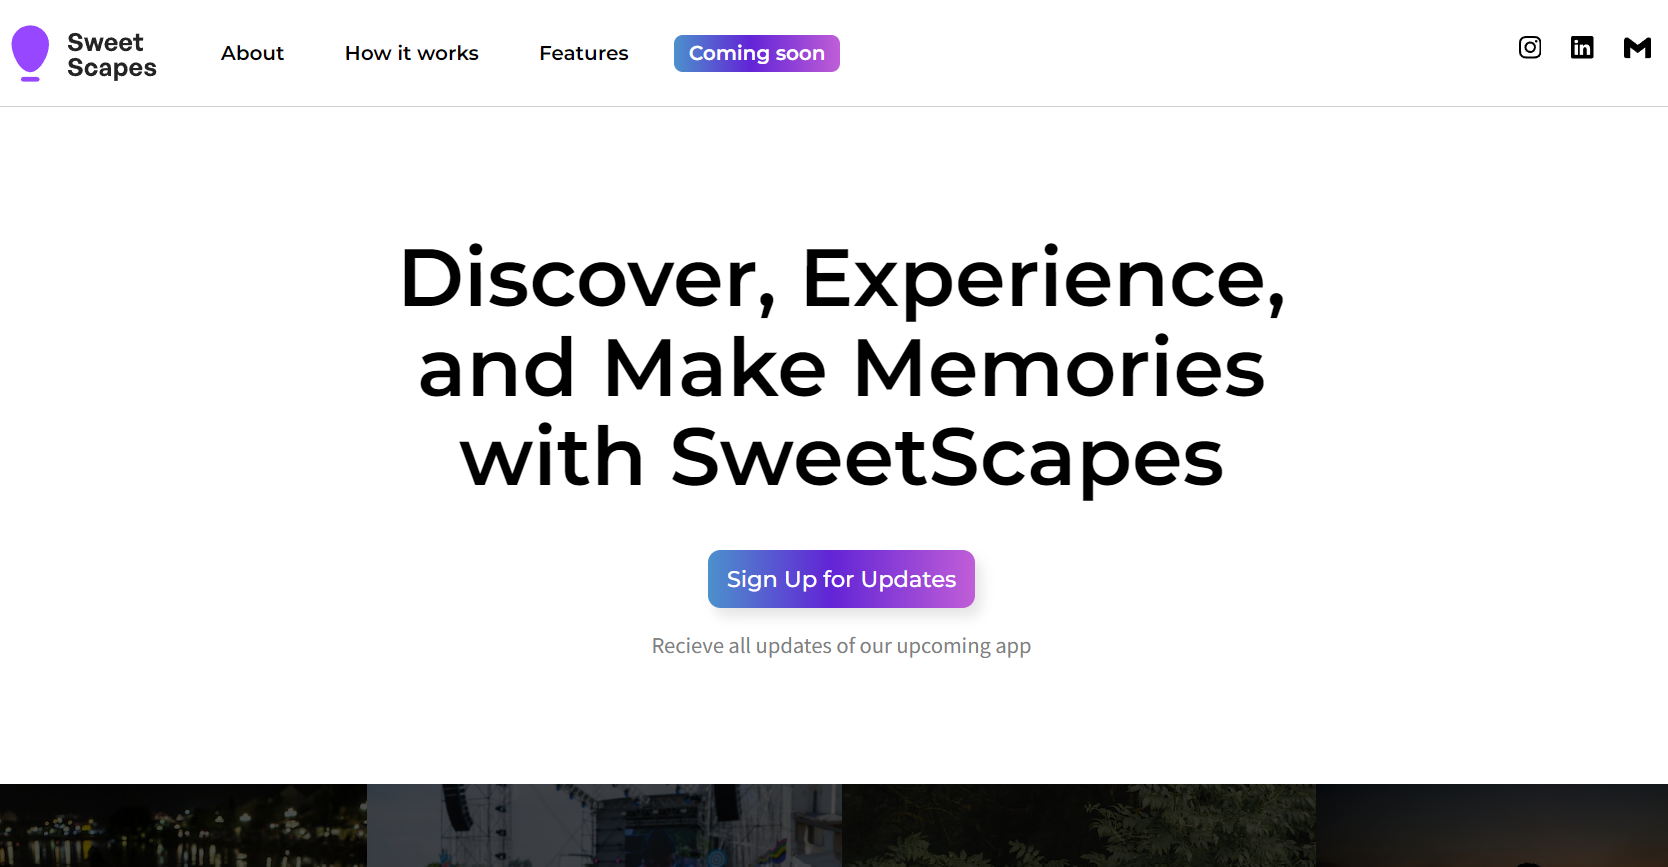 Sweet
Scapes
About
How it works
Features
Coming soon
Discover, Experience,
and Make Memories
with SweetScapes
Sign Up for Updates
Recieve all updates of our upcoming app